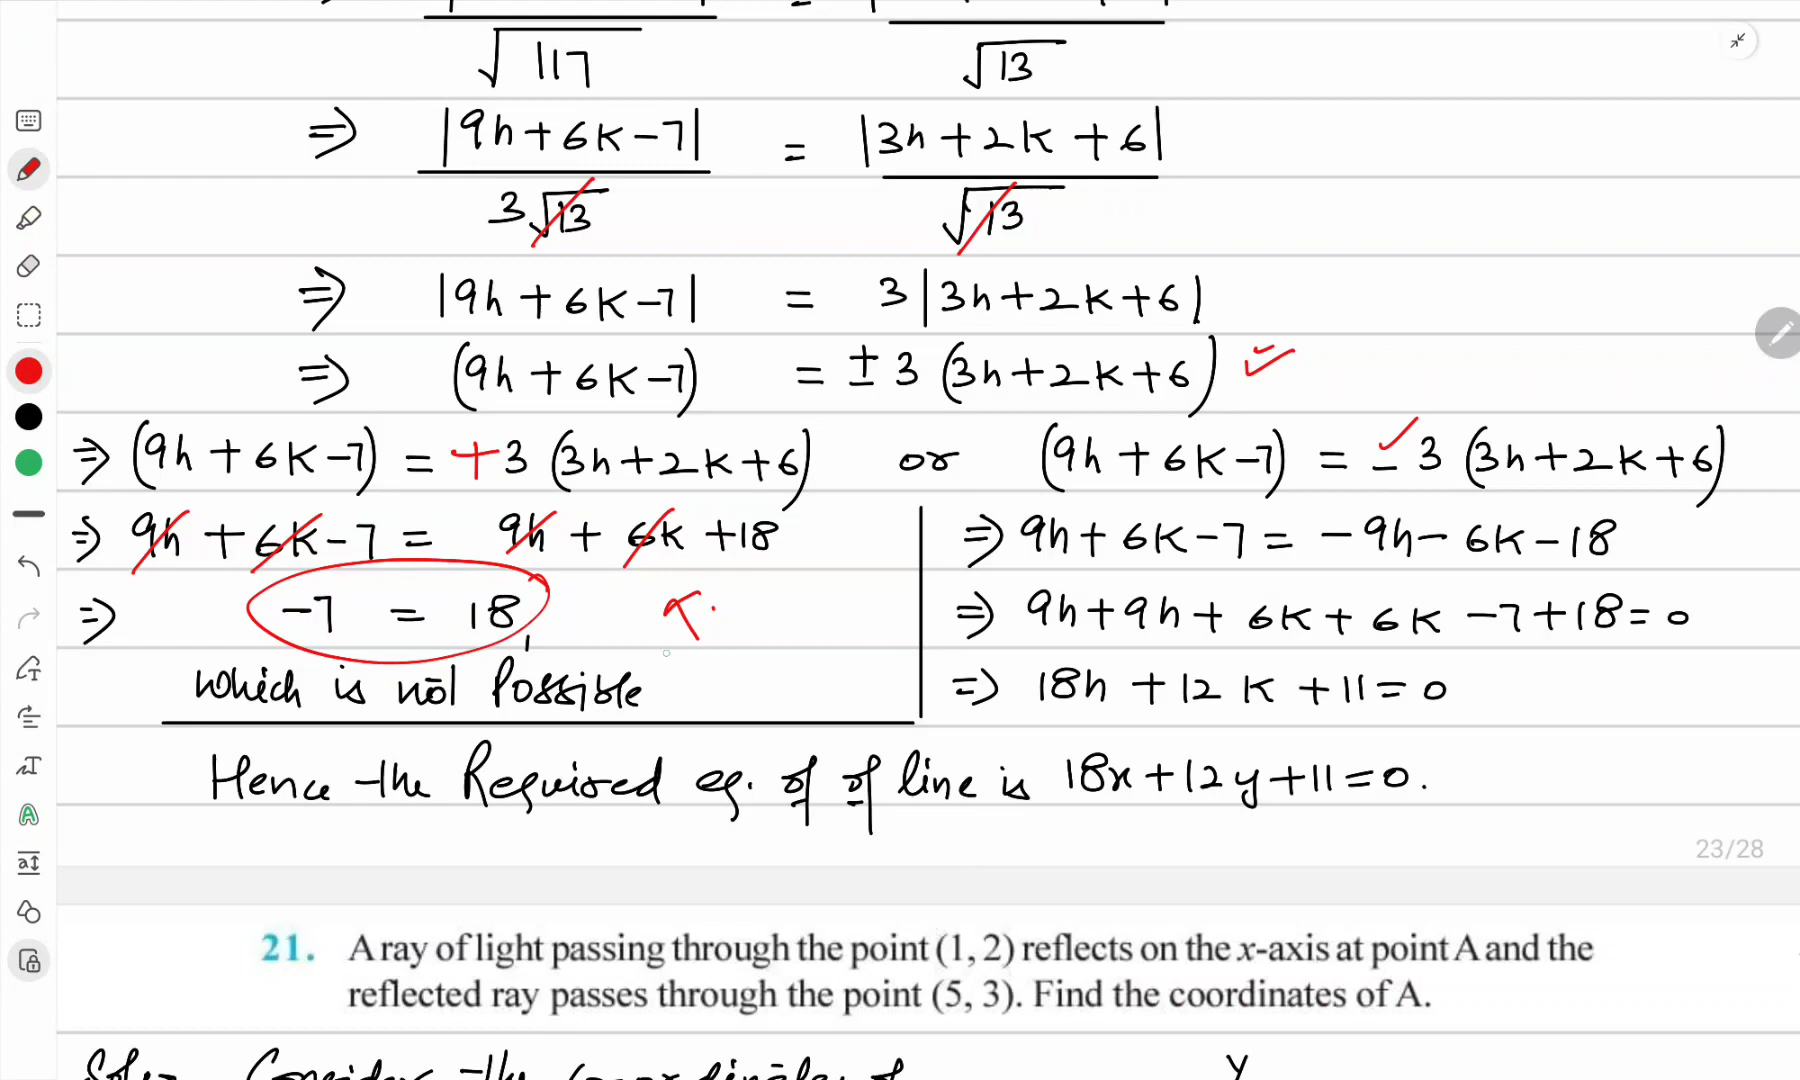 √117 √13
⇒ |9h+6k-7| = |3h+2k+6|
3√13 √13
⇒ |9h+6k-7| = 3|3h+2k+6|
⇒ (9h+6k-7) = ±3 (3h+2k+6)
⇒ (9h+6k-7) = +3 (3h+2k+6) or (9h+6k-7) = -3 (3h+2k+6)
⇒ 9h+6k-7 = 9h+6k+18
⇒ -7 = 18,
which is not Possible
⇒ 9h+6k-7 = -9h-6k-18
⇒ 9h+9h+6k+6k-7+18=0
⇒ 18h+12k+11=0
Hence the Required eq. of of line is 18x+12y+11=0.
23/28
21. A ray of light passing through the point (1, 2) reflects on the x-axis at point A and the
reflected ray passes through the point (5, 3). Find the coordinates of A.
Consider the coordinates of
y